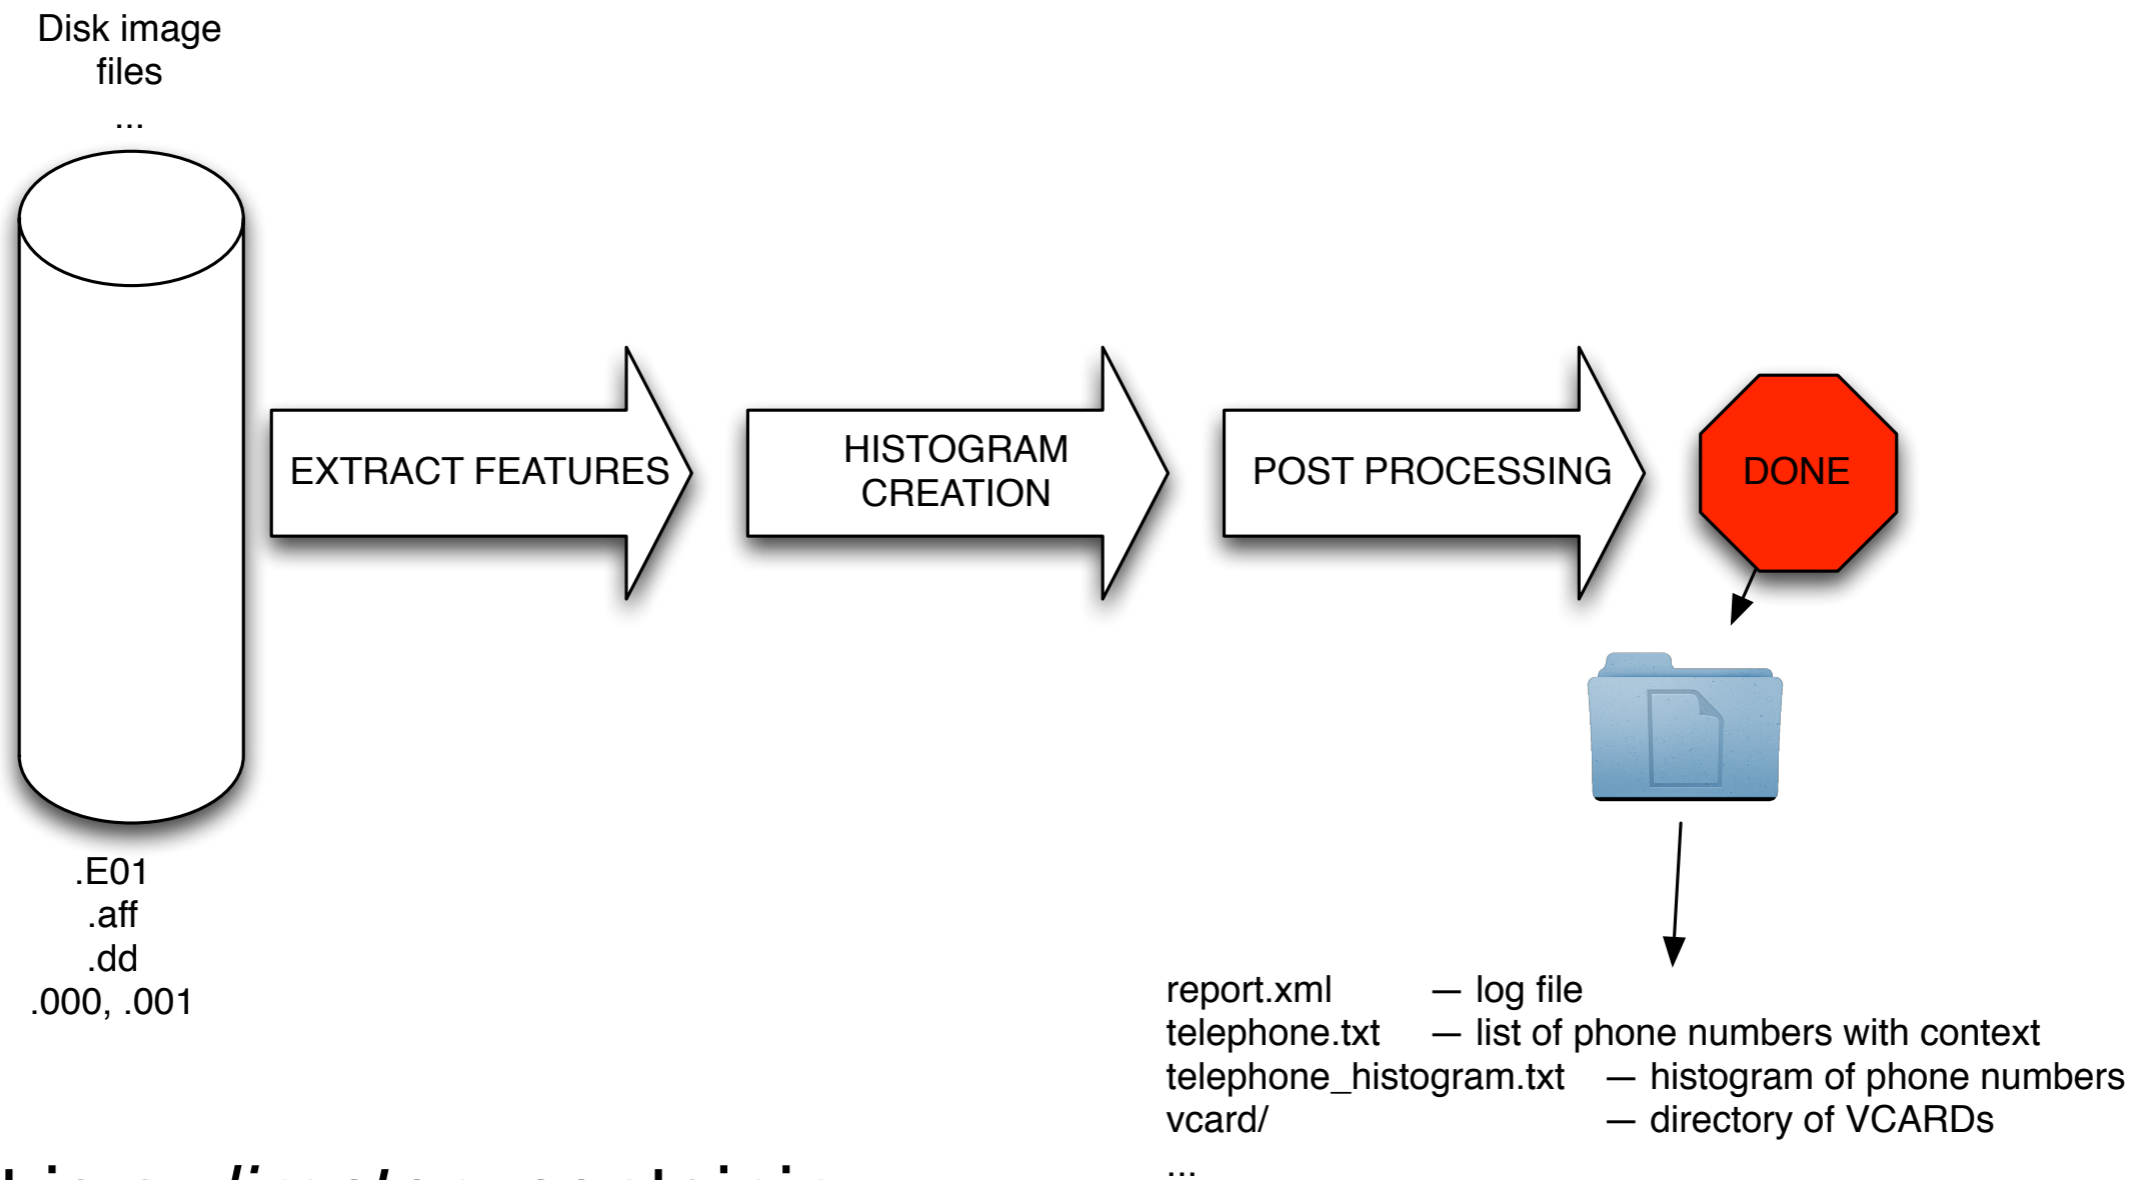 Disk image
files
...
EXTRACT FEATURES
HISTOGRAM
CREATION
POST PROCESSING
DONE
.E01
.aff
.dd
.000, .001
report.xml — log file
telephone.txt — list of phone numbers with context
telephone_histogram.txt — histogram of phone numbers
vcard/ — directory of VCARDs
...